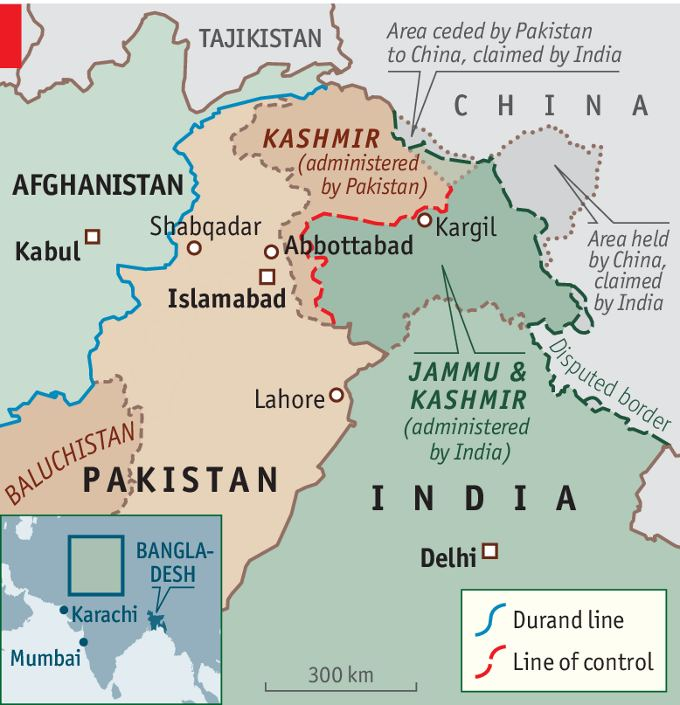 TAJIKISTAN
Area ceded by Pakistan
to China, claimed by India
CHINA
KASHMIR
(administered
by Pakistan)
AFGHANISTAN
Shabqadar
Kargil
Kabul
Abbottabad
Area held
by China,
claimed
by India
Islamabad
Disputed border
JAMMU &
KASHMIR
(administered
by India)
Lahore
BALUCHISTAN
PAKISTAN
INDIA
BANGLA-
DESH
Delhi
Karachi
Mumbai
Durand line
Line of control
300 km